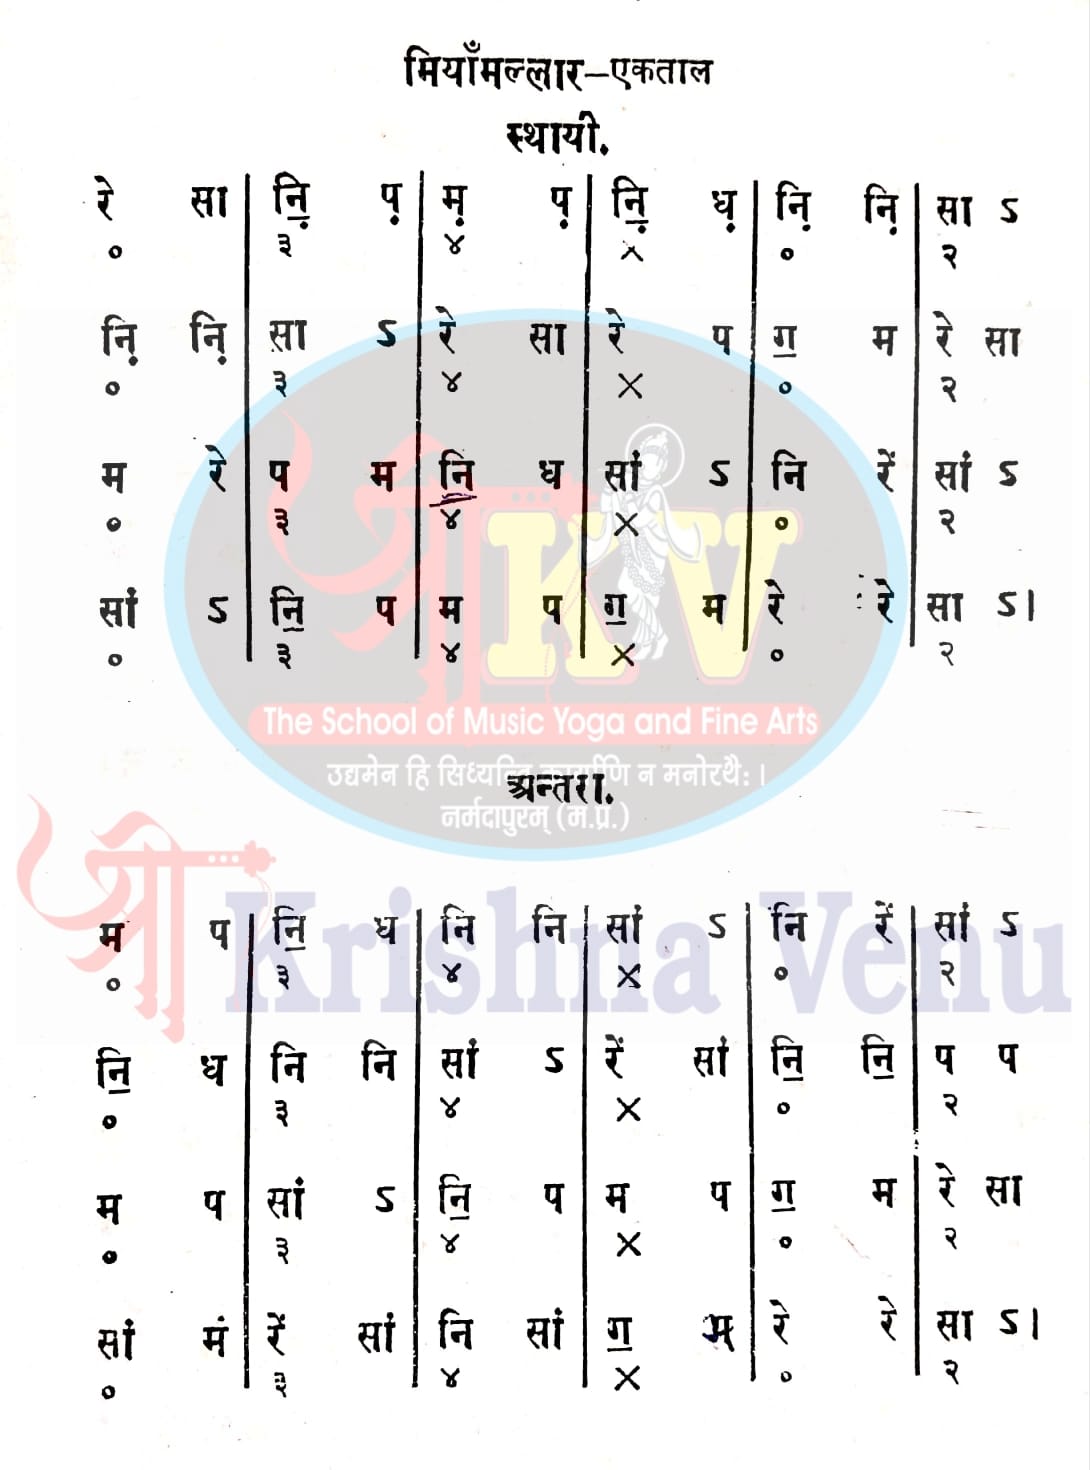 मियाँमल्लार–एकताल
स्थायी.
रे सा | नि़॒ प़ | म़ प़ | नि़॒ ध़ | नि़ नि़ | सा ऽ
० ३ ४ × ० २
नि़ नि़ | सा ऽ | रे सा | रे प | ग॒ म | रे सा
० ३ ४ × ० २
म रे | प म | नि॒ ध | सां ऽ | नि रें | सां ऽ
० ३ ४ × ० २
सां ऽ | नि॒ प | म प | ग॒ म | रे रे | सा ऽ।
० ३ ४ × ० २
श्री KV
The School of Music Yoga and Fine Arts
उद्यमेन हि सिध्यन्ति कार्याणि न मनोरथैः।
अन्तरा.
नर्मदापुरम् (म.प्र.)
श्री Krishna Venu
म प | नि॒ ध | नि नि | सां ऽ | नि रें | सां ऽ
० ३ ४ × ० २
नि॒ ध | नि नि | सां ऽ | रें सां | नि॒ नि॒ | प प
० ३ ४ × ० २
म प | सां ऽ | नि॒ प | म प | ग॒ म | रे सा
० ३ ४ × ० २
सां मं | रें सां | नि सां | ग॒ म | रे रे | सा ऽ।
० ३ ४ × ० २